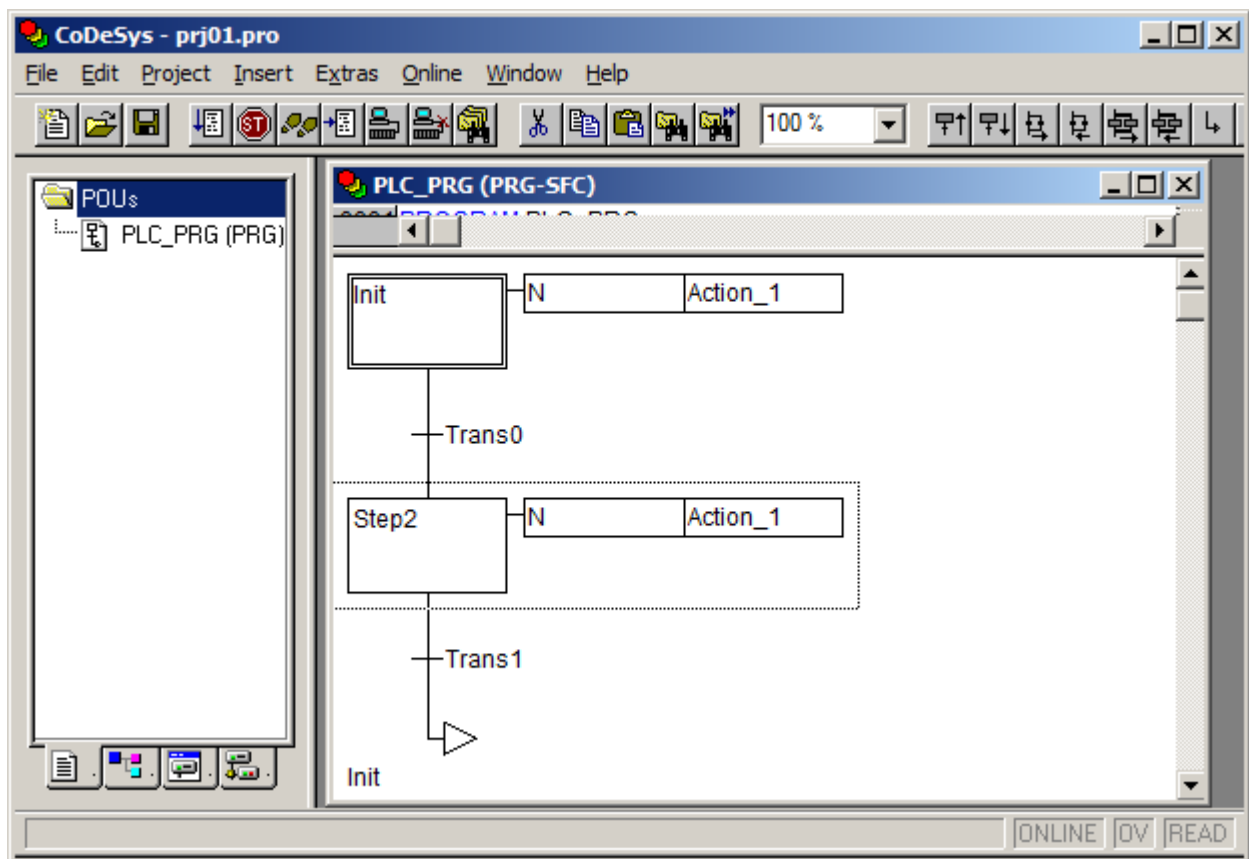 CoDeSys - prj01.pro
File Edit Project Insert Extras Online Window Help
100 %
POUs
PLC_PRG (PRG)
PLC_PRG (PRG-SFC)
Init
N Action_1
Trans0
Step2
N Action_1
Trans1
Init
ONLINE OV READ